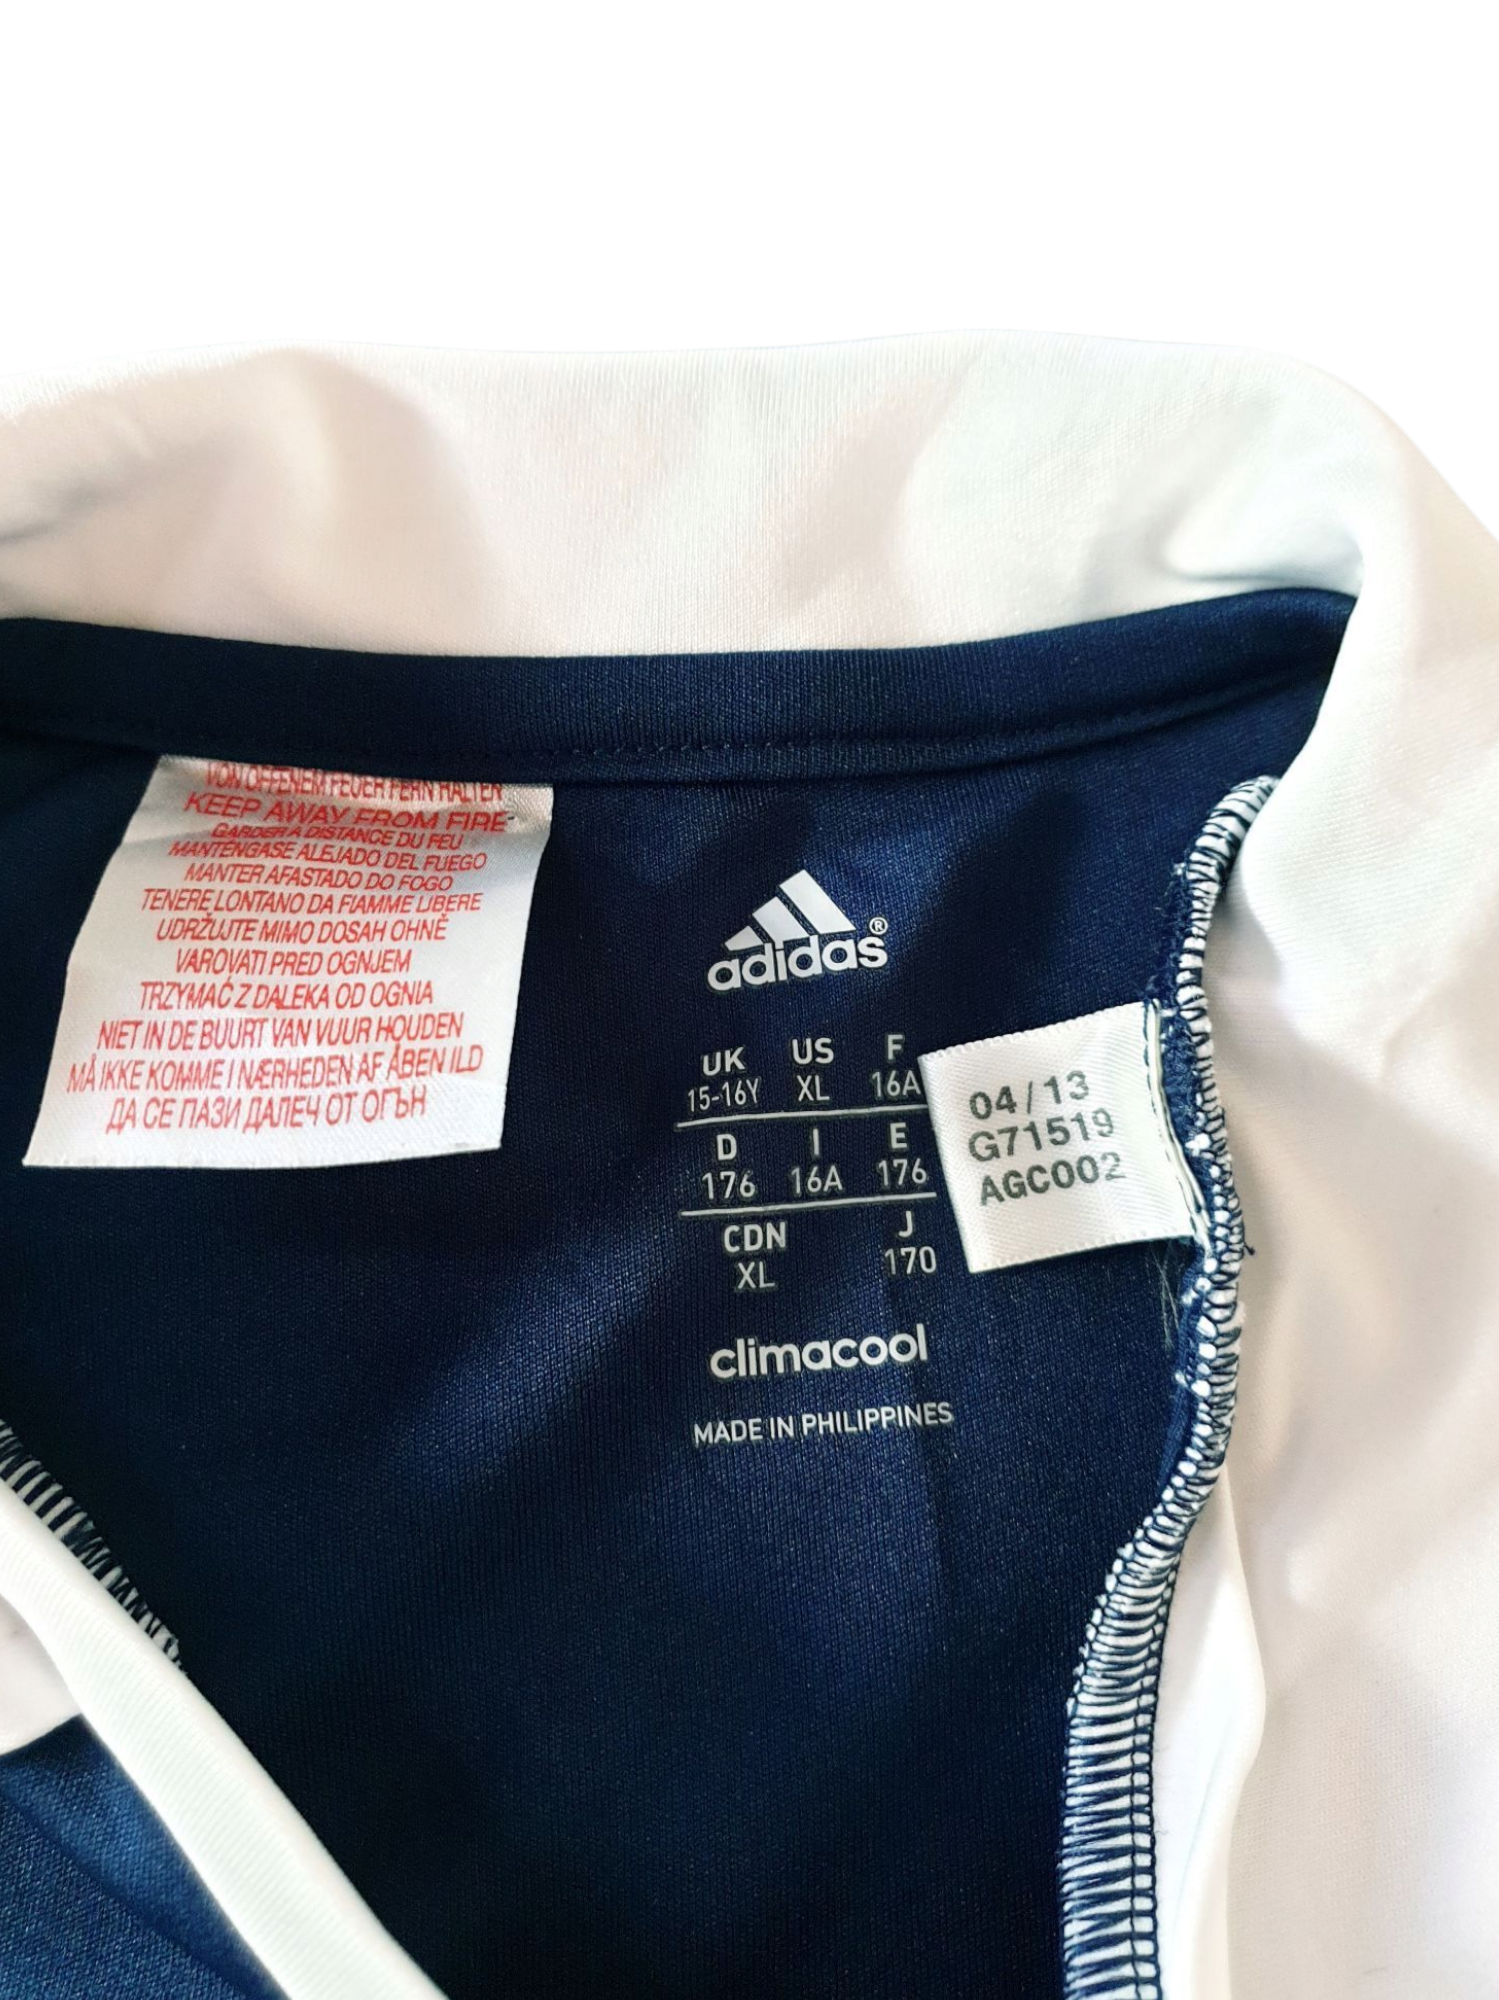 VON OFFENEM FEUER FERN HALTEN
KEEP AWAY FROM FIRE
GARDER A DISTANCE DU FEU
MANTÉNGASE ALEJADO DEL FUEGO
MANTER AFASTADO DO FOGO
TENERE LONTANO DA FIAMME LIBERE
UDRŽUJTE MIMO DOSAH OHNĚ
VAROVATI PRED OGNJEM
TRZYMAĆ Z DALEKA OD OGNIA
NIET IN DE BUURT VAN VUUR HOUDEN
MÅ IKKE KOMME I NÆRHEDEN AF ÅBEN ILD
ДА СЕ ПАЗИ ДАЛЕЧ ОТ ОГЪН
adidas®
UK US F
15-16Y XL 16A
D I E
176 16A 176
CDN J
XL 170
climacool
MADE IN PHILIPPINES
04/13
G71519
AGC002